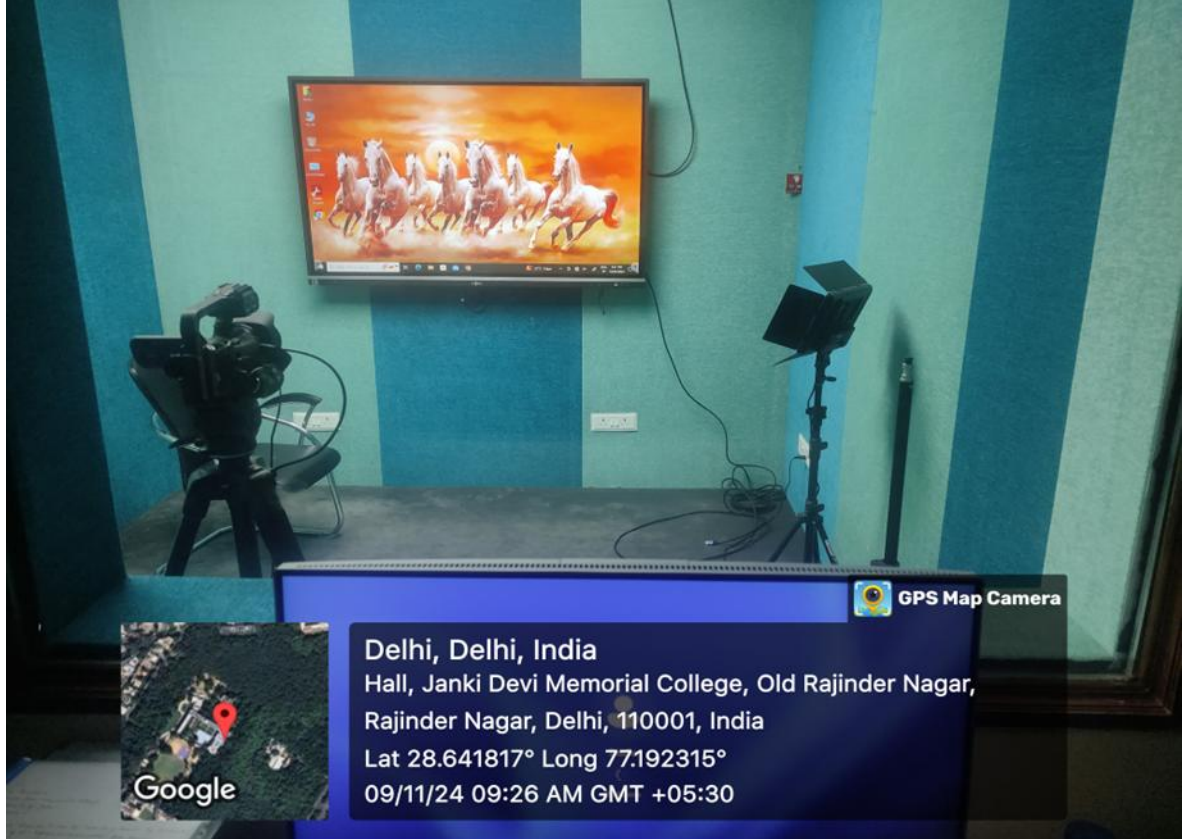 GPS Map Camera
Delhi, Delhi, India
Hall, Janki Devi Memorial College, Old Rajinder Nagar,
Rajinder Nagar, Delhi, 110001, India
Lat 28.641817° Long 77.192315°
09/11/24 09:26 AM GMT +05:30
Google